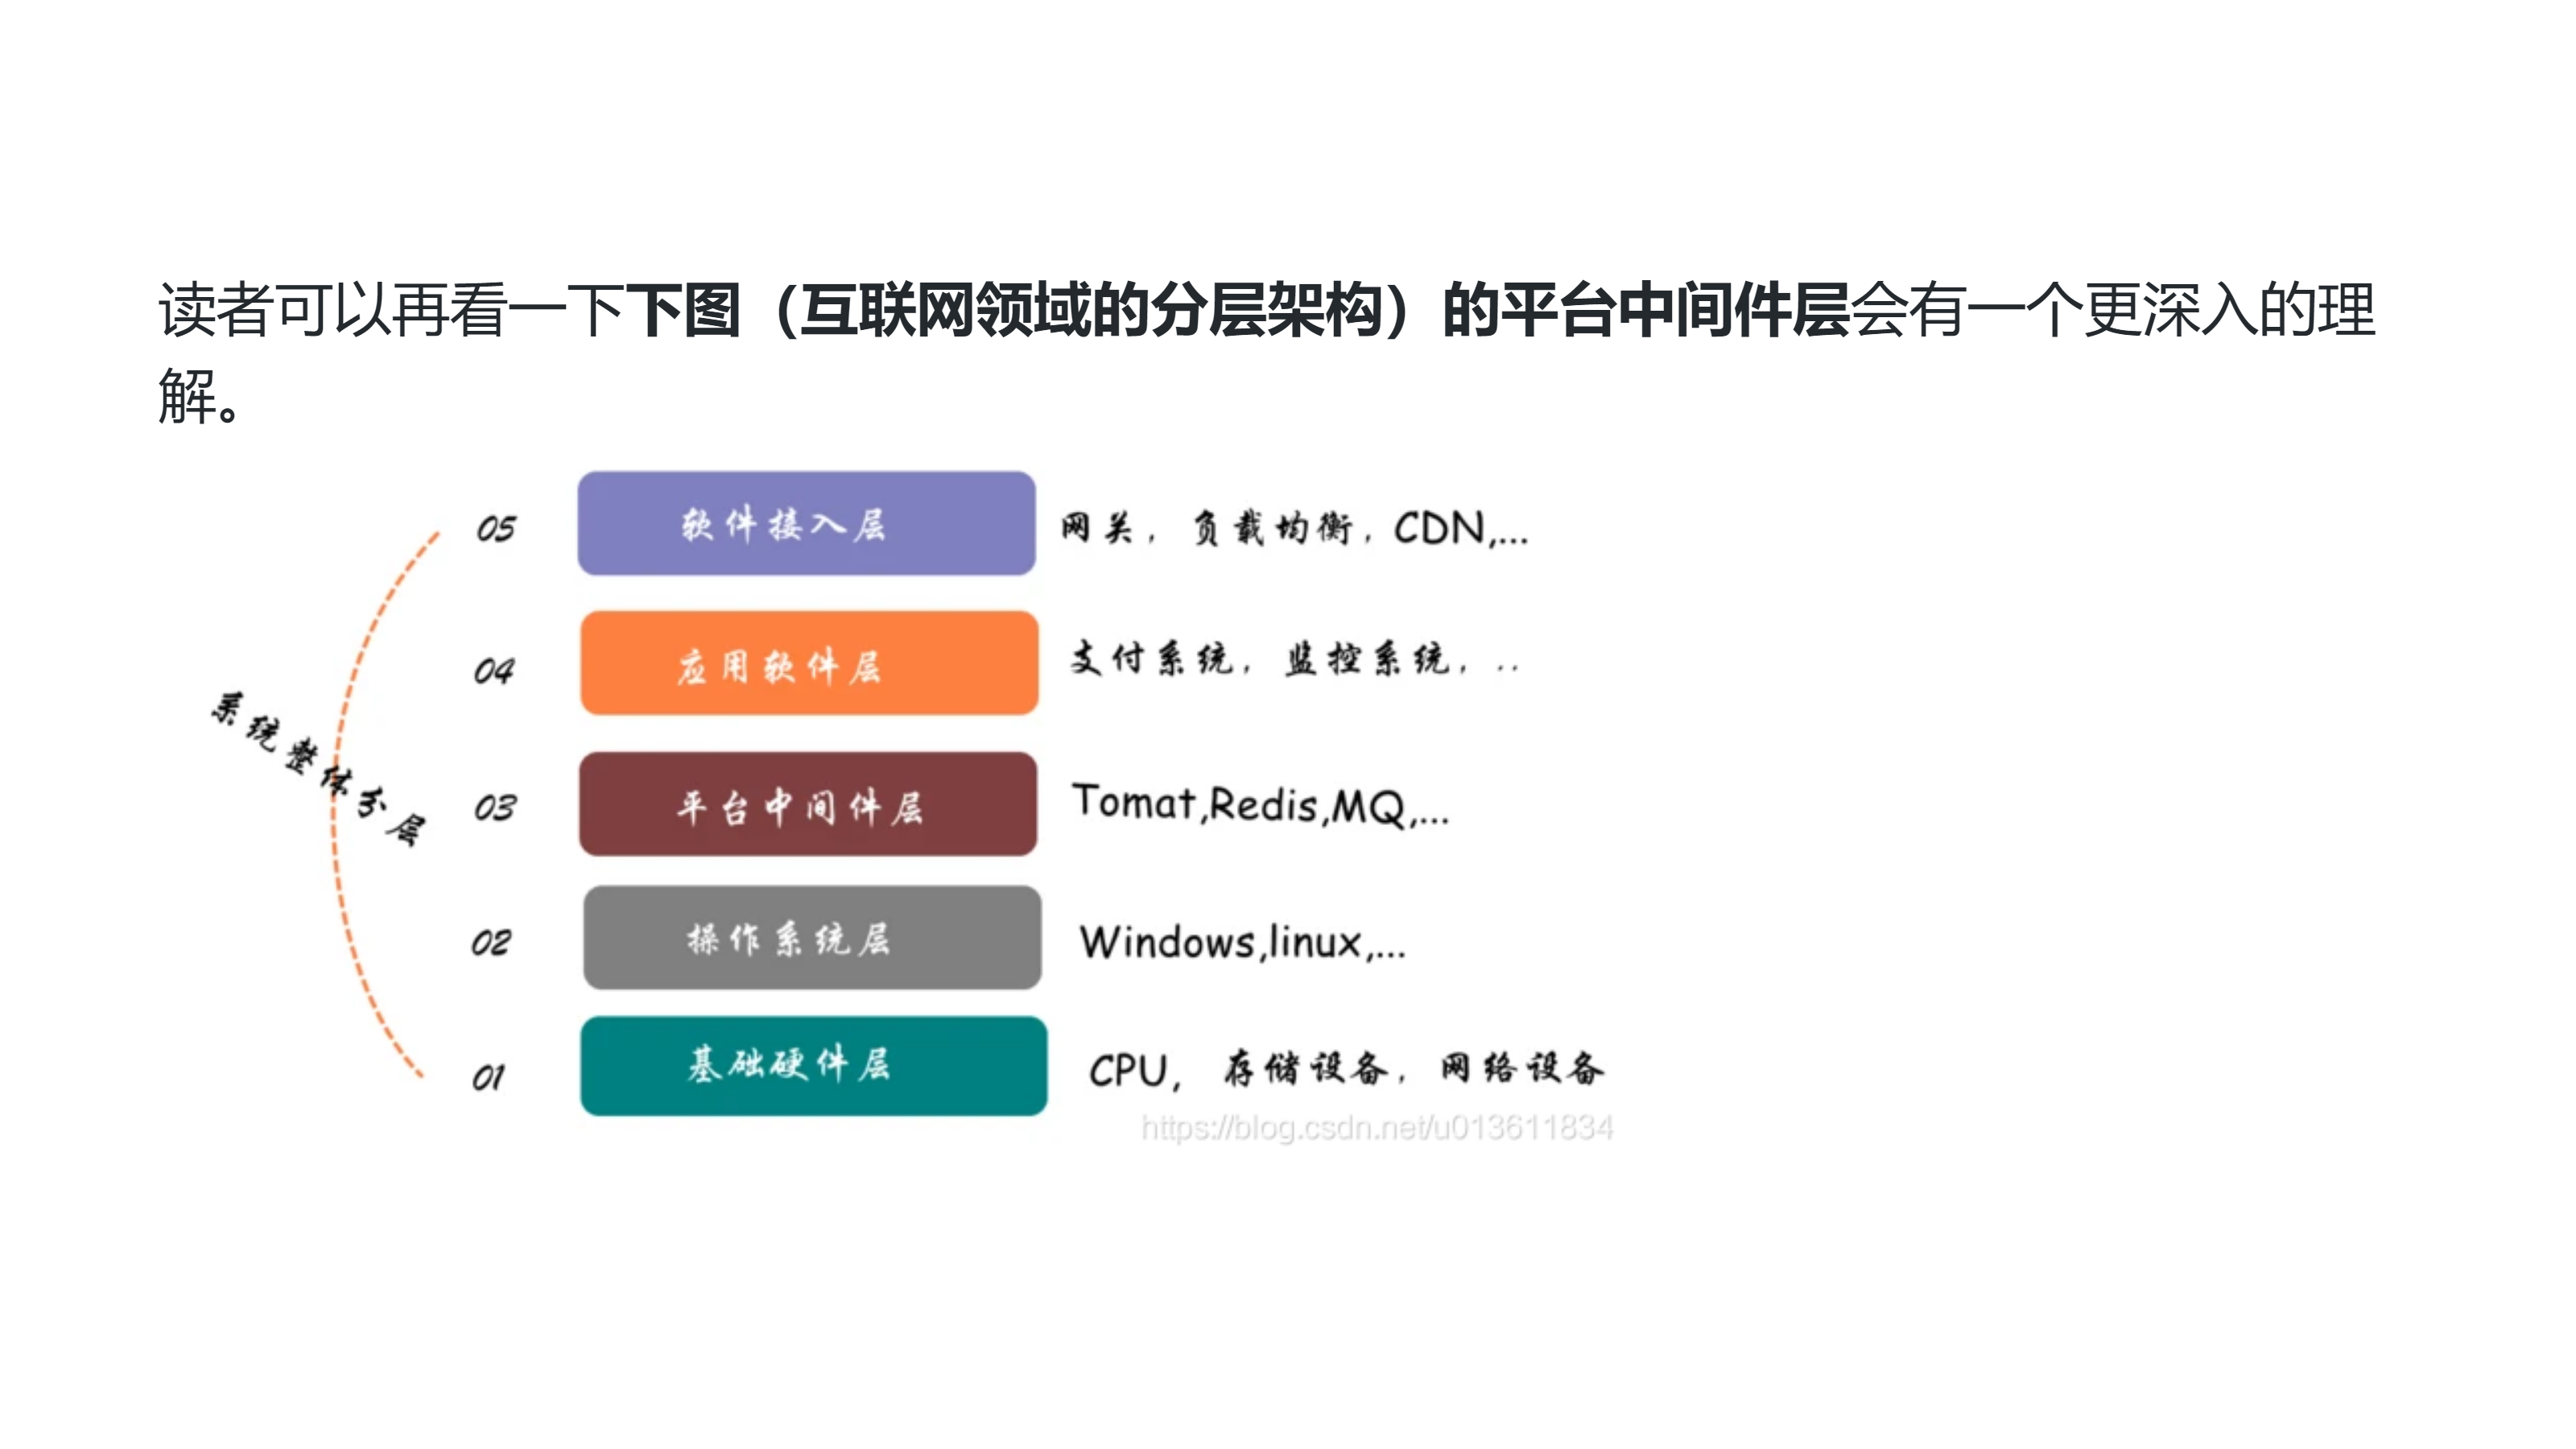 读者可以再看一下下图（互联网领域的分层架构）的平台中间件层会有一个更深入的理
解。
05 软件接入层 网关，负载均衡，CDN,...
04 应用软件层 支付系统，监控系统，..
系统整体分层
03 平台中间件层 Tomat,Redis,MQ,...
02 操作系统层 Windows,linux,...
01 基础硬件层 CPU，存储设备，网络设备
https://blog.csdn.net/u013611834